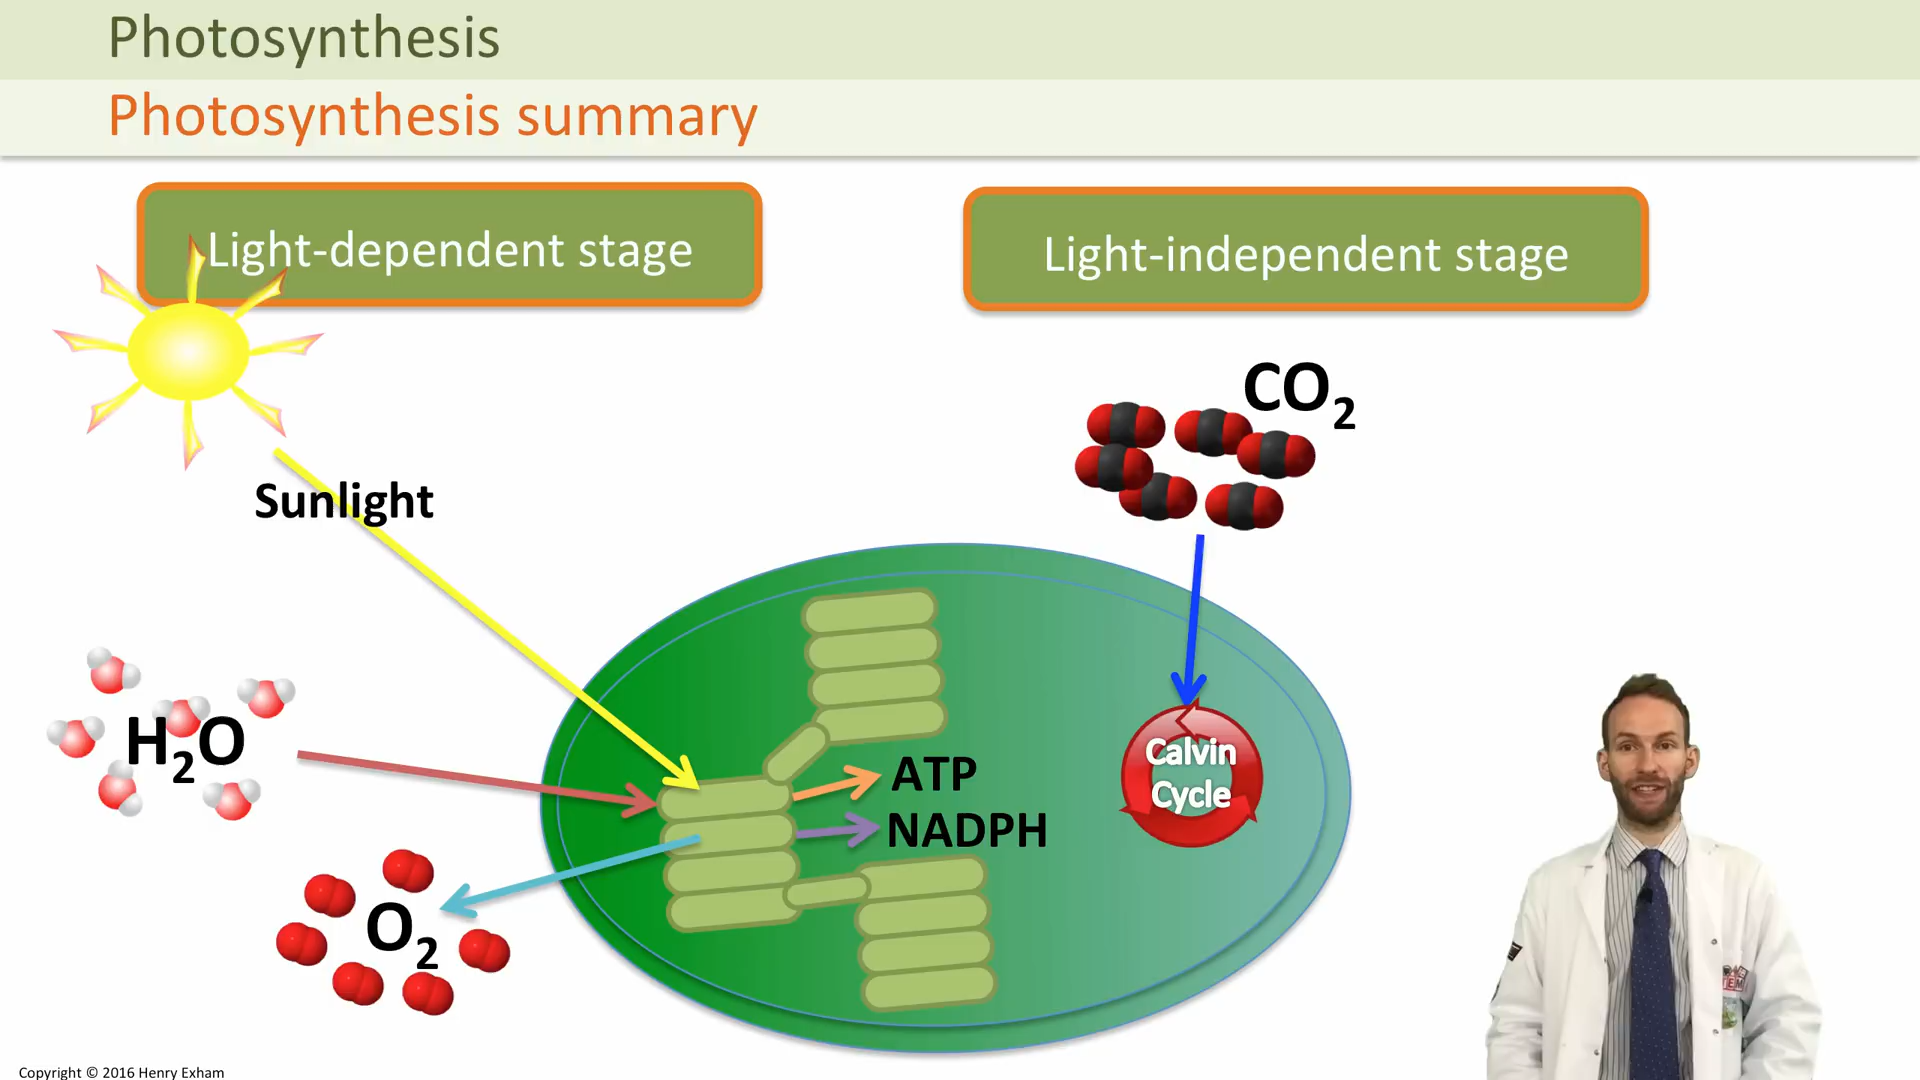 Photosynthesis
Photosynthesis summary
Light-dependent stage
Light-independent stage
CO₂
Sunlight
H₂O
ATP
NADPH
Calvin
Cycle
O₂
Copyright © 2016 Henry Exham